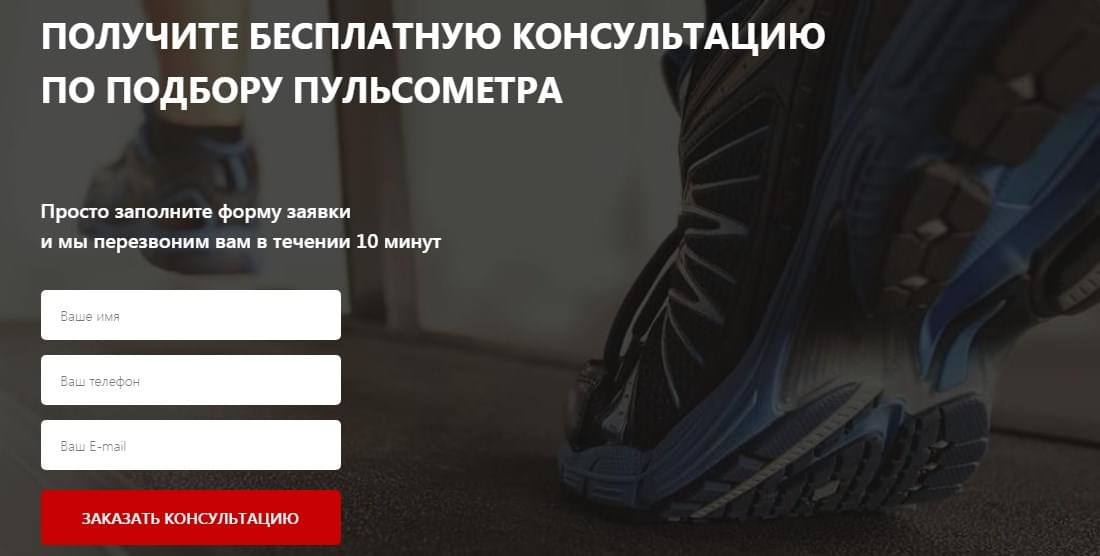 ПОЛУЧИТЕ БЕСПЛАТНУЮ КОНСУЛЬТАЦИЮ
ПО ПОДБОРУ ПУЛЬСОМЕТРА
Просто заполните форму заявки
и мы перезвоним вам в течении 10 минут
Ваше имя
Ваш телефон
Ваш E-mail
ЗАКАЗАТЬ КОНСУЛЬТАЦИЮ